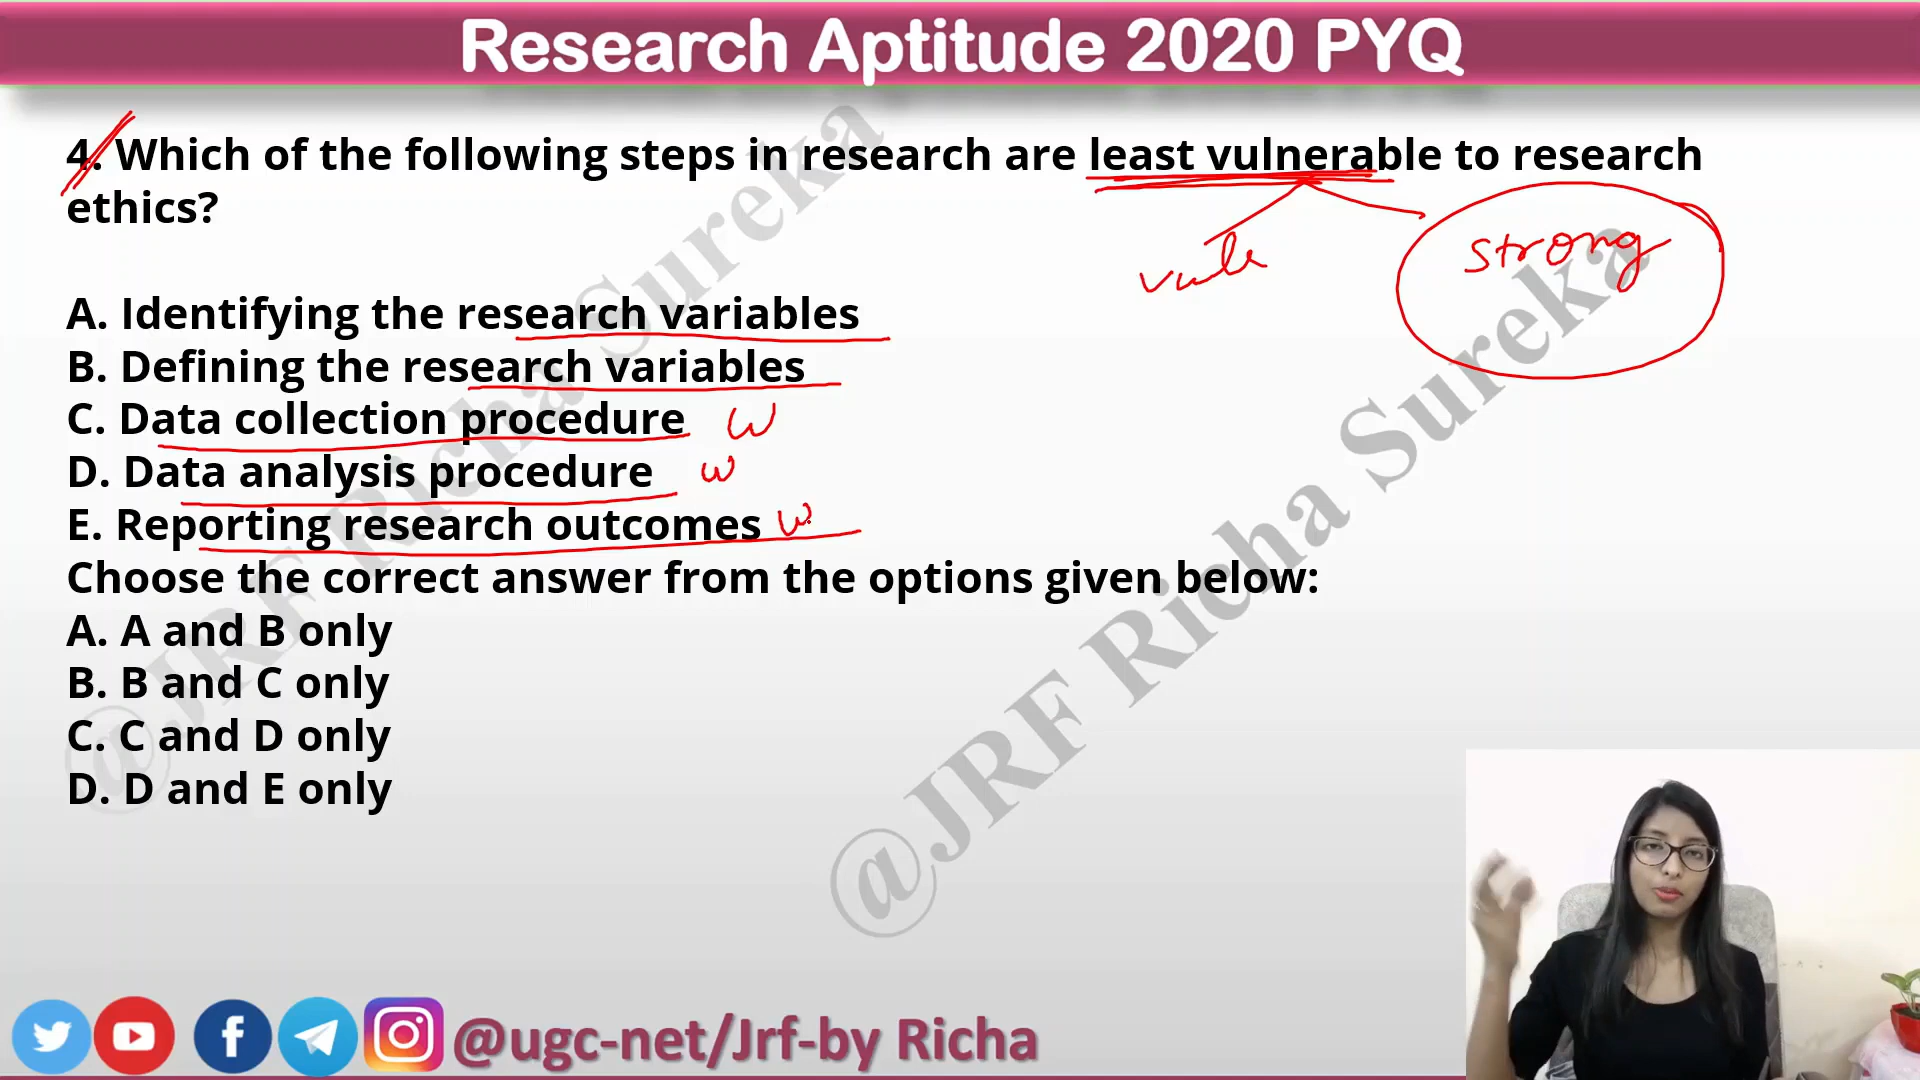 Research Aptitude 2020 PYQ
4. Which of the following steps in research are least vulnerable to research
ethics?
strong
A. Identifying the research variables
B. Defining the research variables
C. Data collection procedure W
D. Data analysis procedure W
E. Reporting research outcomes W
Choose the correct answer from the options given below:
A. A and B only
B. B and C only
C. C and D only
D. D and E only
@JRF Richa Sureka
@JRF Richa Sureka
@ugc-net/Jrf-by Richa